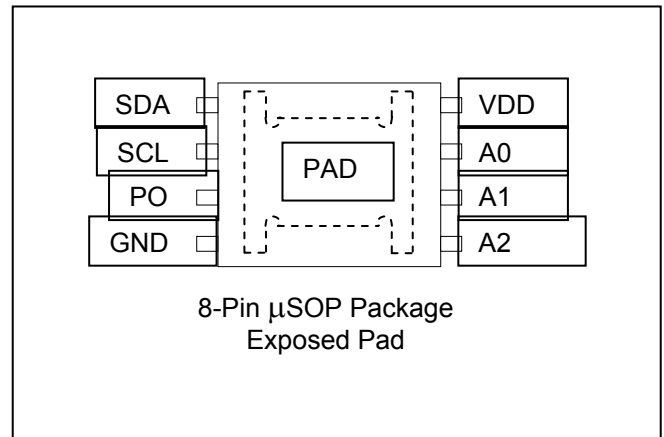 SDA VDD
SCL A0
PAD
PO A1
GND A2
8-Pin μSOP Package
Exposed Pad